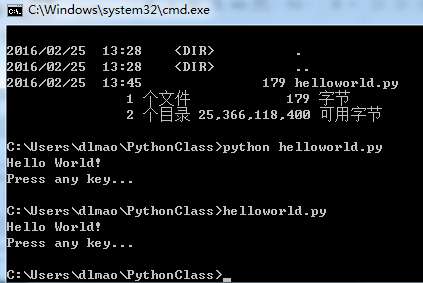 C:\Windows\system32\cmd.exe
2016/02/25  13:28    <DIR>          .
2016/02/25  13:28    <DIR>          ..
2016/02/25  13:45               179 helloworld.py
               1 个文件            179 字节
               2 个目录 25,366,118,400 可用字节
C:\Users\dlmao\PythonClass>python helloworld.py
Hello World!
Press any key...
C:\Users\dlmao\PythonClass>helloworld.py
Hello World!
Press any key...
C:\Users\dlmao\PythonClass>_